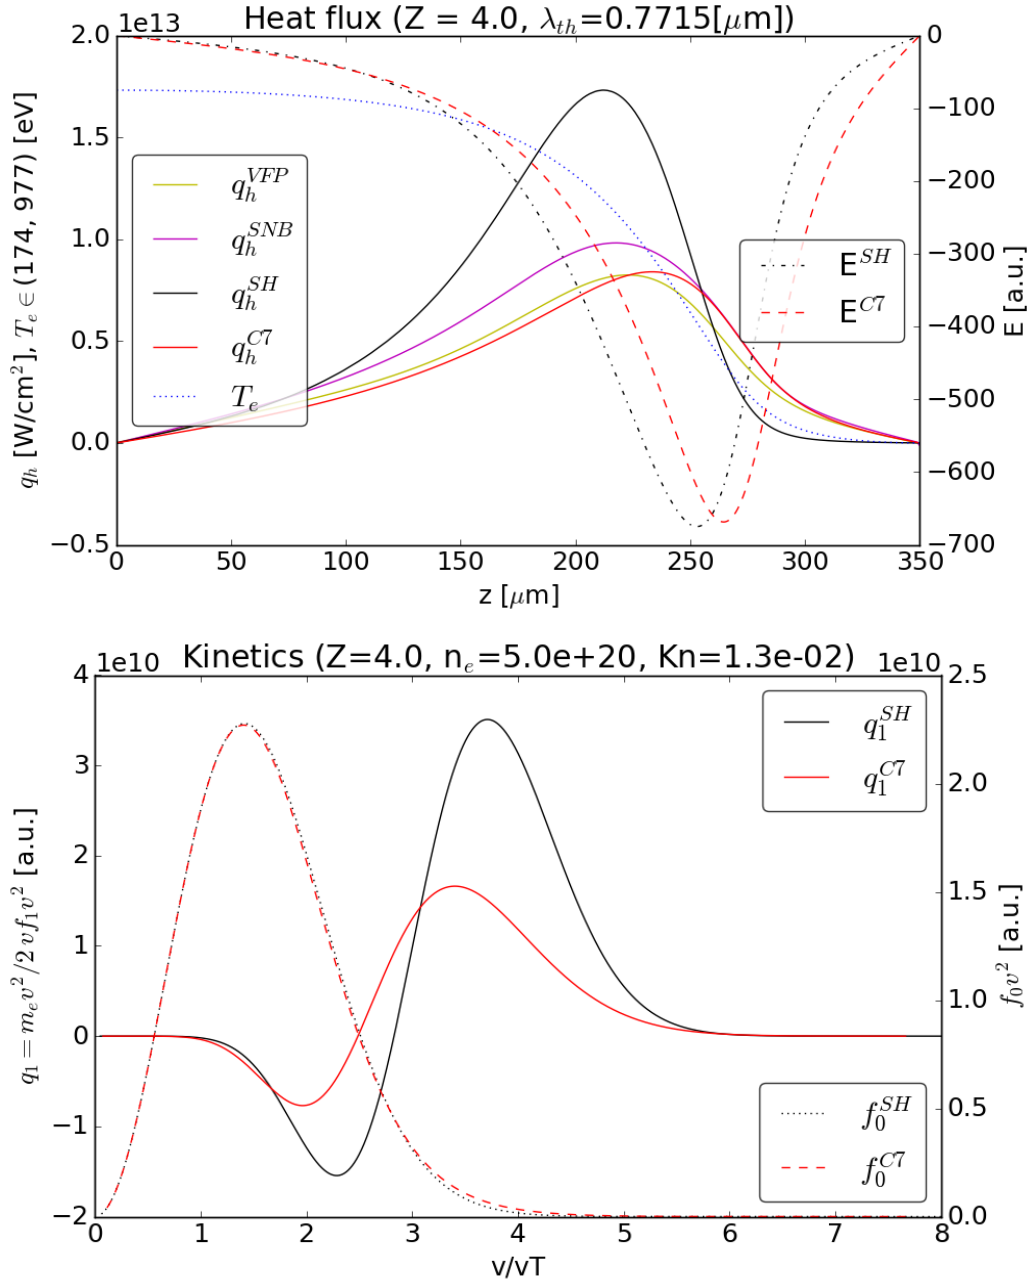 Heat flux (Z = 4.0, λ_th=0.7715[μm])
1e13
2.0
1.5
1.0
0.5
0.0
−0.5
q_h [W/cm²], T_e ∈ (174, 977) [eV]
q_h^VFP
q_h^SNB
q_h^SH
q_h^C7
T_e
E^SH
E^C7
0
−100
−200
−300
−400
−500
−600
−700
E [a.u.]
0
50
100
150
200
250
300
350
z [μm]
Kinetics (Z=4.0, n_e=5.0e+20, Kn=1.3e-02)
1e10
1e10
4
3
2
1
0
−1
−2
q_1 = m_e v²/2 v f_1 v² [a.u.]
q_1^SH
q_1^C7
f_0^SH
f_0^C7
2.5
2.0
1.5
1.0
0.5
0.0
f_0 v² [a.u.]
0
1
2
3
4
5
6
7
8
v/vT